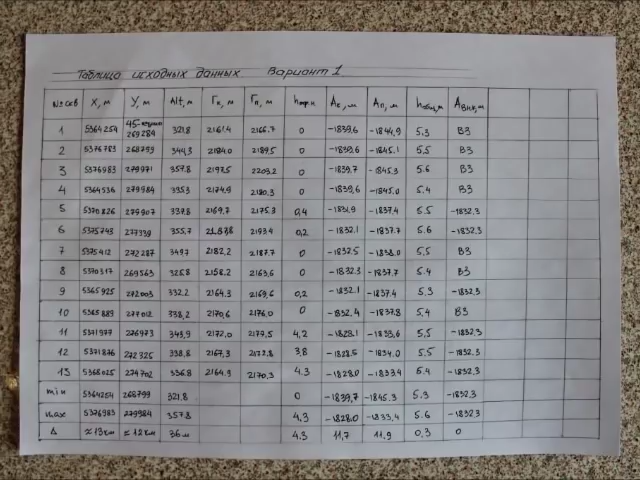 Таблица исходных данных Вариант 1
№ скв X, м У, м Alt, м Гк, м Гп, м hэф.н Ак, м Ап, м hобщ,м Авнк,м
1 5364254 269284 321.8 2161.4 2166.7 0 -1839.6 -1844.9 5.3 ВЗ
2 5376783 268799 344.3 2184.0 2189.5 0 -1839.6 -1845.1 5.5 ВЗ
3 5376983 279971 357.8 2197.5 2203.2 0 -1839.7 -1845.3 5.6 ВЗ
4 5364536 279984 335.3 2174.9 2180.3 0 -1839.6 -1845.0 5.4 ВЗ
5 5370826 279907 337.8 2169.7 2175.3 0,4 -1831.9 -1837.4 5.5 -1832.3
6 5375743 277339 355.7 2193.4 0,2 -1832.1 -1837.7 5.6 -1832.3
7 5375412 272287 349.7 2182.2 2187.7 0 -1832.5 -1838.0 5,5 ВЗ
8 5370317 269563 325.8 2158.2 2163,6 0 -1832.3 -1837.7 5.4 ВЗ
9 5365925 272003 332.2 2164.3 2169,6 0,2 -1832.1 -1837.4 5.3 -1832.3
10 5365889 277012 338,2 2170,6 2176,0 0 -1832,4 -1837.8 5.4 ВЗ
11 5371977 276973 343,9 2172,0 2177,5 4,2 -1828.1 -1833,6 5,5 -1832.3
12 5371876 272325 338,8 2167,3 2172,8 3,8 -1828.5 -1834.0 5.5 -1832.3
13 5368025 274702 336.8 2164.9 2170,3 4.3 -1828.0 -1833.4 5.4 -1832.3
min 5364254 268799 321.8 0 -1839,7 -1845.3 5.3 -1832.3
max 5376983 279984 357.8 4.3 -1828.0 -1833,4 5.6 -1832.3
Δ ≈ 13 км ≈ 12 км 36 м 4.3 11,7 11.9 0.3 0